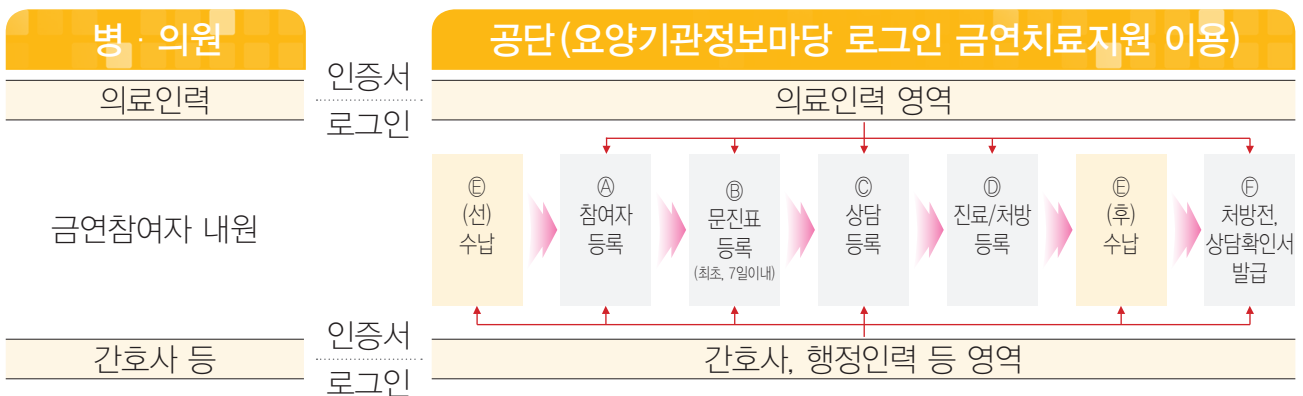 병 · 의원
공단(요양기관정보마당 로그인 금연치료지원 이용)
의료인력
인증서
로그인
의료인력 영역
금연참여자 내원
Ⓔ
(선)
수납
Ⓐ
참여자
등록
Ⓑ
문진표
등록
(최초, 7일이내)
Ⓒ
상담
등록
Ⓓ
진료/처방
등록
Ⓔ
(후)
수납
Ⓕ
처방전,
상담확인서
발급
간호사 등
인증서
로그인
간호사, 행정인력 등 영역